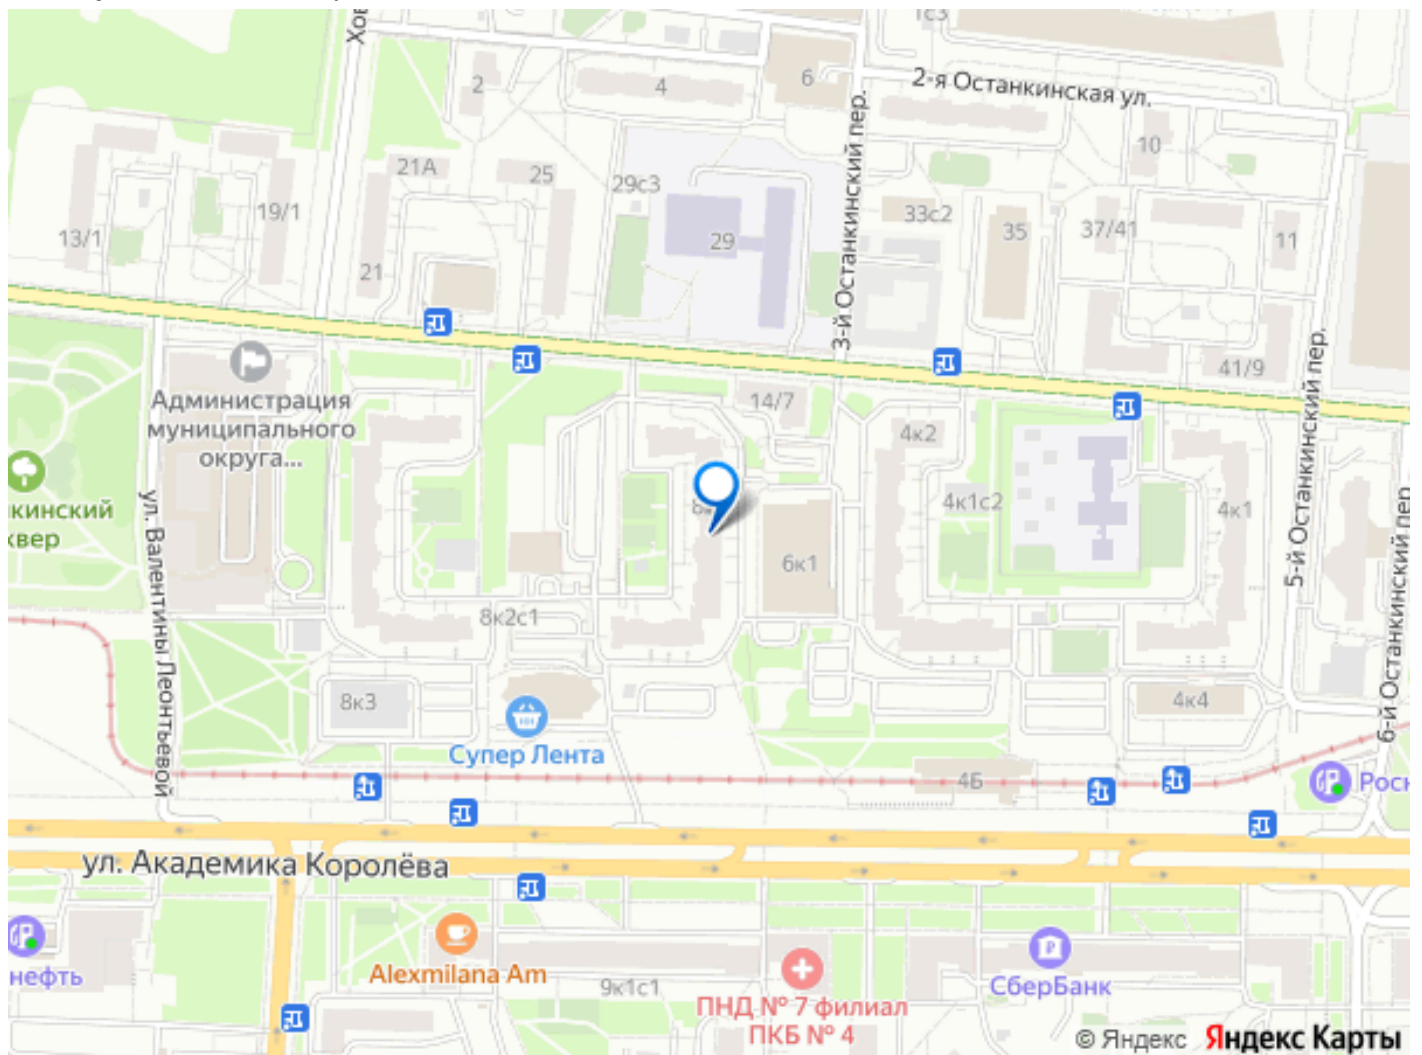 1с3
Хов
2
4
6
2-я Останкинская ул.
3-й Останкинский пер.
10
21А
25
29с3
19/1
13/1
33с2
35
37/41
11
29
21
41/9
5-й Останкинский пер.
Администрация
муниципального
округа...
14/7
4к2
4к1с2
4к1
кинский
квер
ул. Валентины Леонтьевой
6к1
6-й Останкинский пер
8к2с1
8к3
4к4
Супер Лента
4Б
Росн
ул. Академика Королёва
нефть
Alexmilana Am
9к1с1
ПНД № 7 филиал
ПКБ № 4
СберБанк
© Яндекс Яндекс Карты